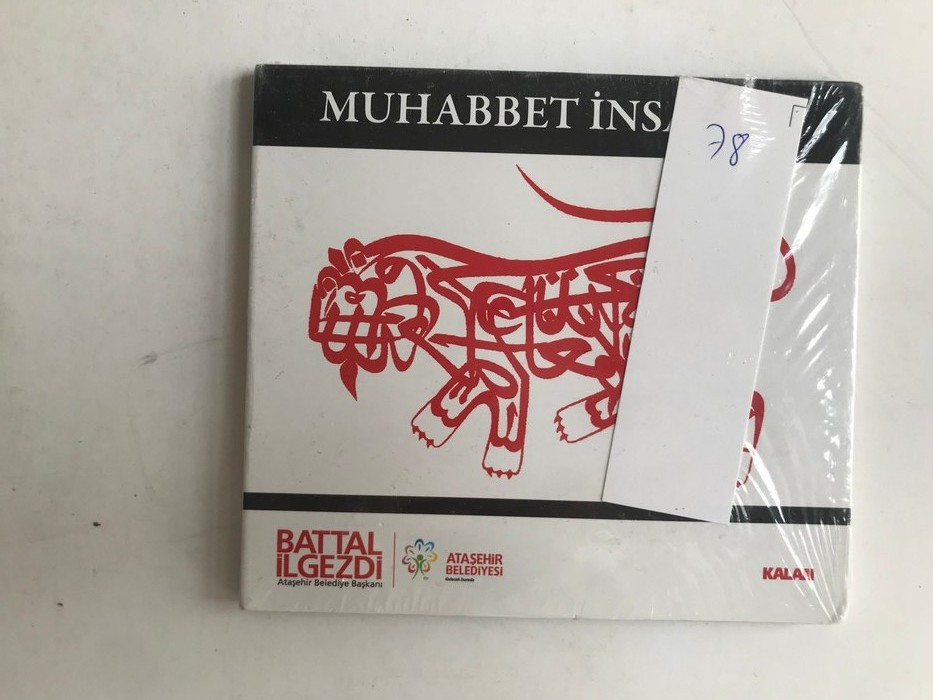 MUHABBET İNSA
78
BATTAL
İLGEZDİ
Ataşehir Belediye Başkanı
ATAŞEHİR
BELEDİYESİ
KALAN